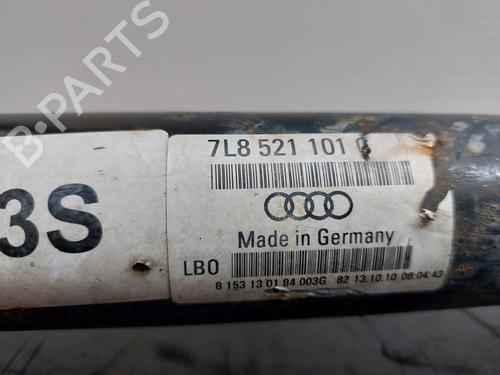 B-PARTS
3S
7L8 521 101
Made in Germany
LBO
8 153 13 01 84 003G 82 13.10.10 06:04:43